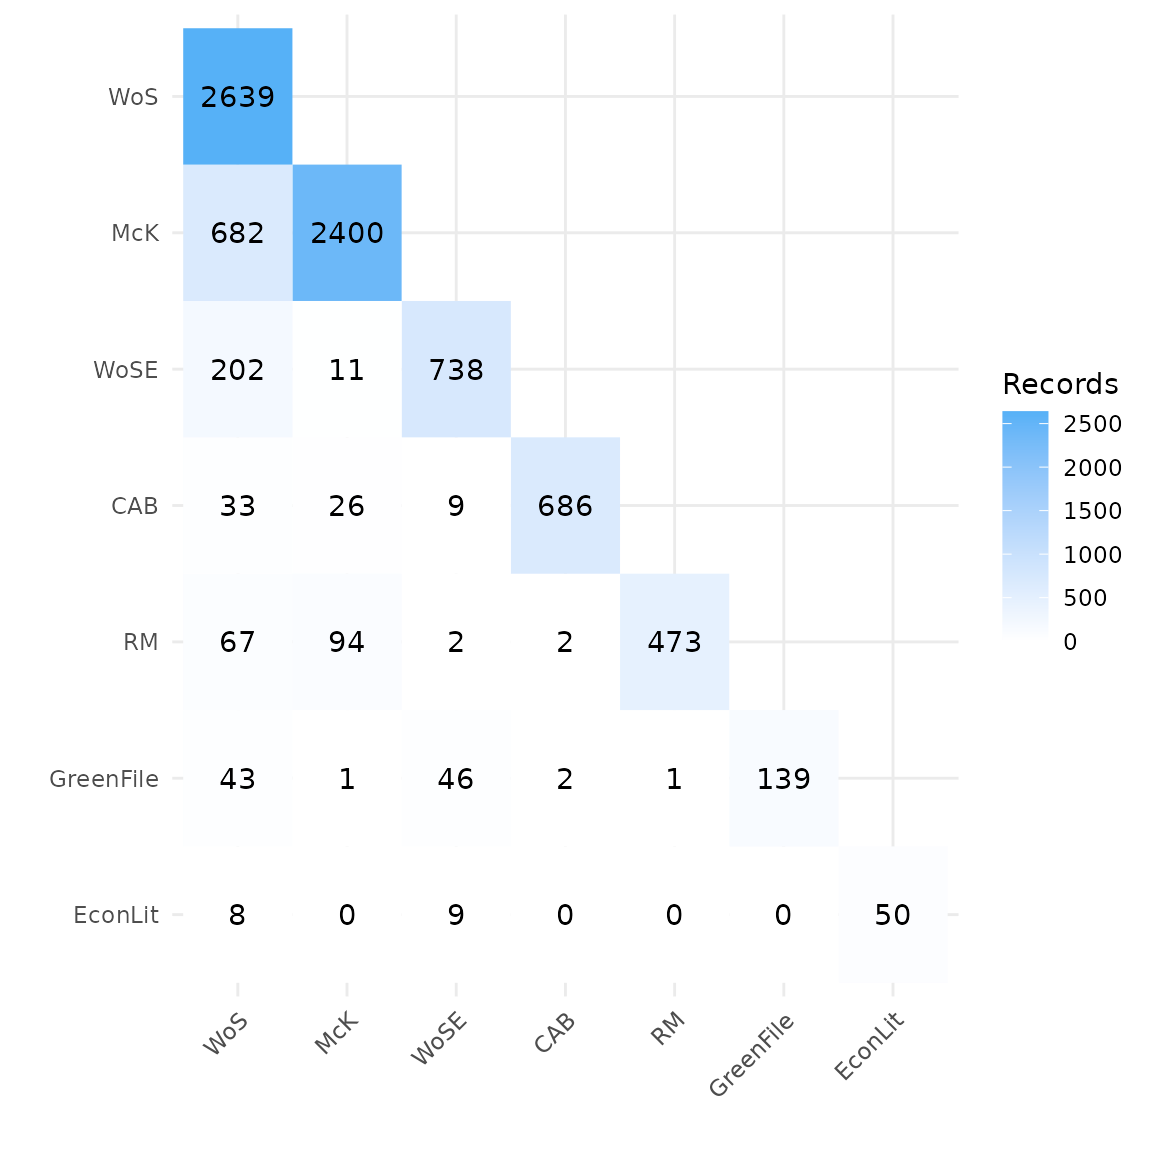 WoS 2639
McK 682 2400
WoSE 202 11 738
Records
2500
2000
1500
1000
500
0
CAB 33 26 9 686
RM 67 94 2 2 473
GreenFile 43 1 46 2 1 139
EconLit 8 0 9 0 0 0 50
WoS McK WoSE CAB RM GreenFile EconLit